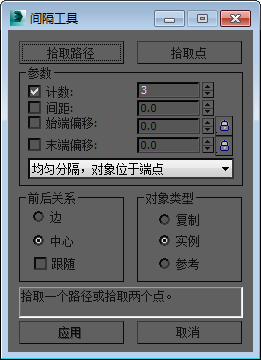 间隔工具
拾取路径 拾取点
参数
计数： 3
间距： 0.0
始端偏移： 0.0
末端偏移： 0.0
均匀分隔，对象位于端点
前后关系 对象类型
边 复制
中心 实例
跟随 参考
拾取一个路径或拾取两个点。
应用 取消